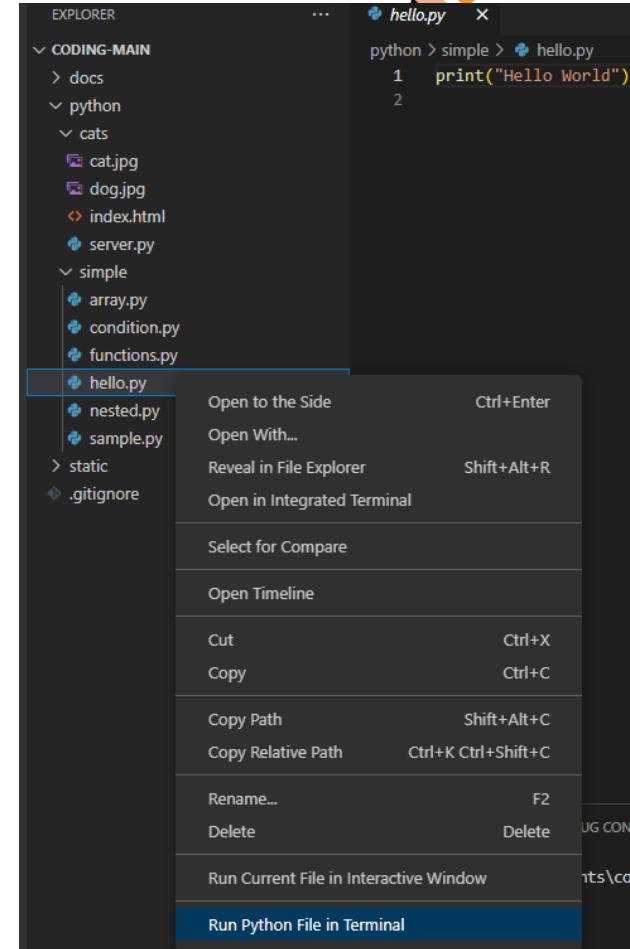 EXPLORER
hello.py
CODING-MAIN
docs
python
cats
cat.jpg
dog.jpg
index.html
server.py
simple
array.py
condition.py
functions.py
hello.py
nested.py
sample.py
static
.gitignore
python > simple > hello.py
1 print("Hello World")
2
Open to the Side Ctrl+Enter
Open With...
Reveal in File Explorer Shift+Alt+R
Open in Integrated Terminal
Select for Compare
Open Timeline
Cut Ctrl+X
Copy Ctrl+C
Copy Path Shift+Alt+C
Copy Relative Path Ctrl+K Ctrl+Shift+C
Rename... F2
Delete Delete
Run Current File in Interactive Window
Run Python File in Terminal
UG CON
nts\co